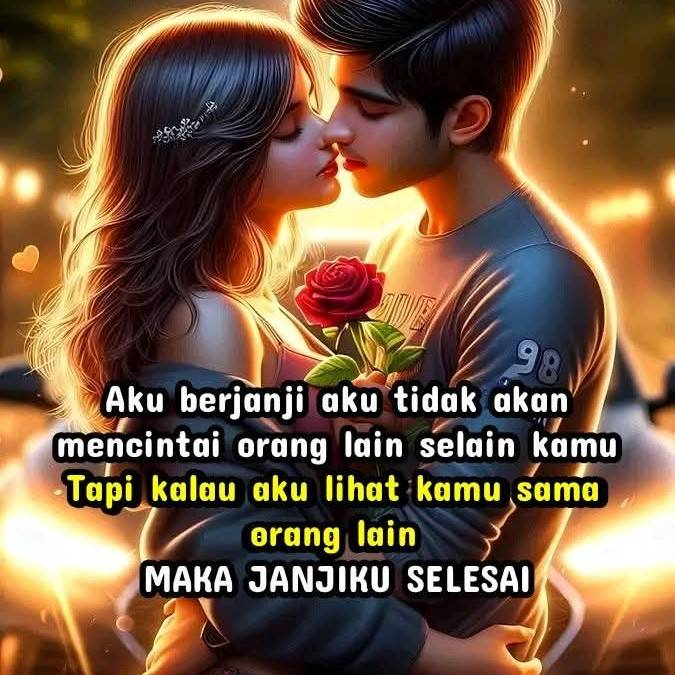 98
Aku berjanji aku tidak akan
mencintai orang lain selain kamu
Tapi kalau aku lihat kamu sama
orang lain
MAKA JANJIKU SELESAI